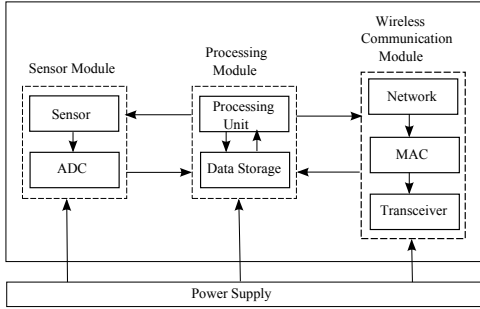 Wireless
Communication
Module
Processing
Module
Sensor Module
Sensor
ADC
Processing
Unit
Data Storage
Network
MAC
Transceiver
Power Supply